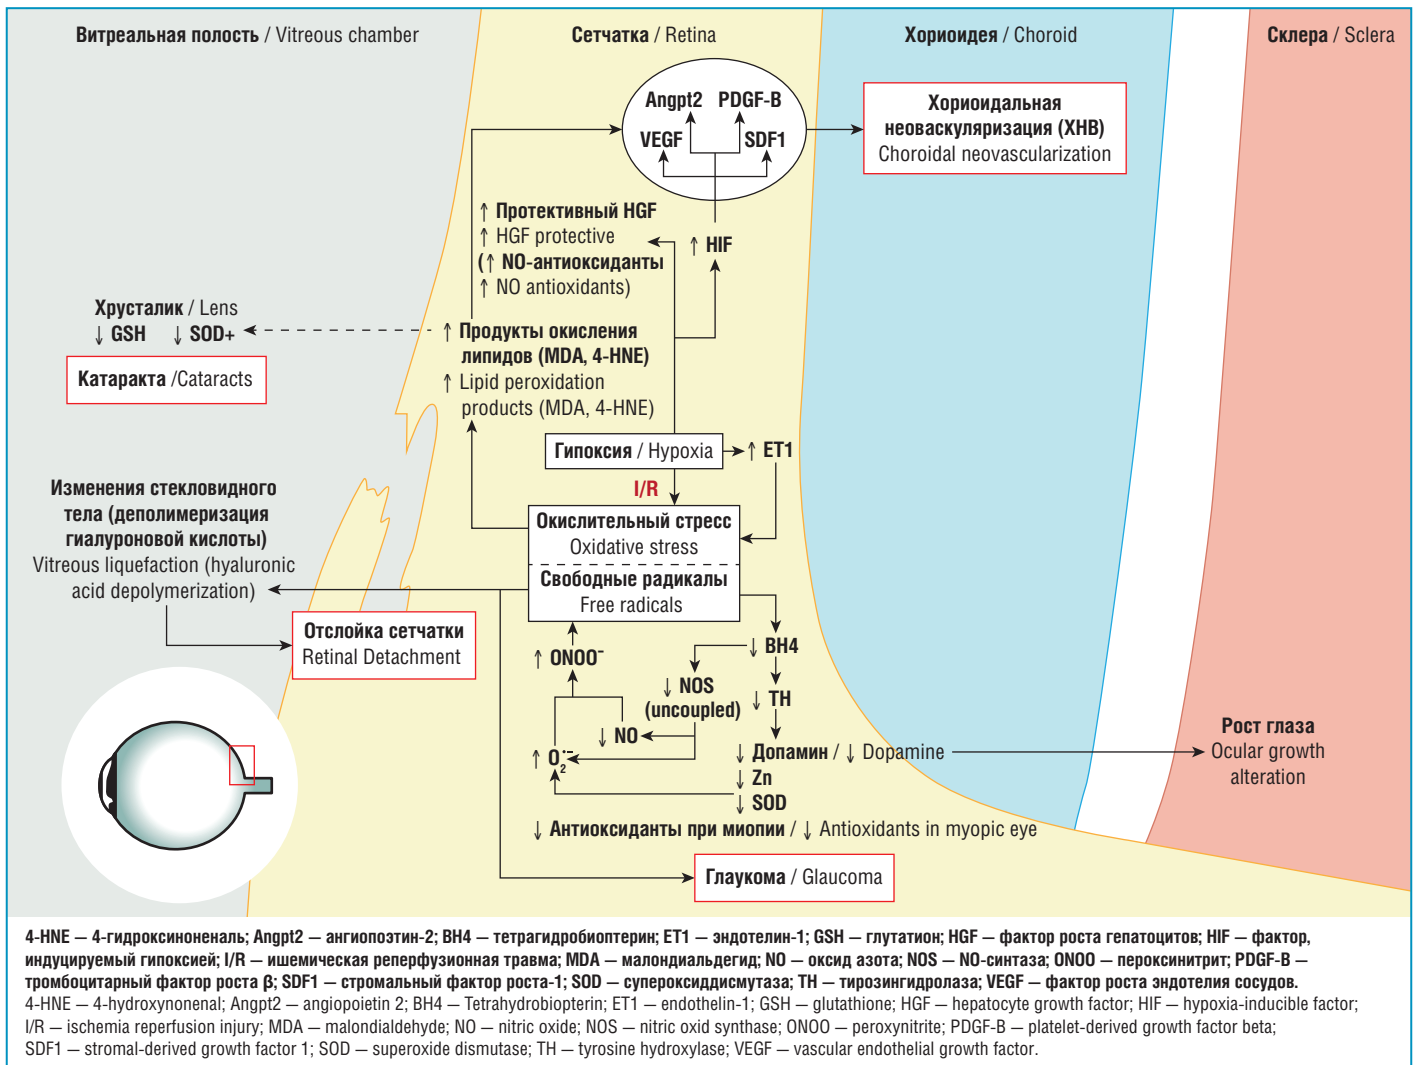 Витреальная полость / Vitreous chamber
Сетчатка / Retina
Хориоидея / Choroid
Склера / Sclera
Angpt2 PDGF-B
VEGF SDF1
Хориоидальная
неоваскуляризация (ХНВ)
Choroidal neovascularization
↑ Протективный HGF
↑ HGF protective
(↑ NO-антиоксиданты
↑ NO antioxidants)
↑ HIF
Хрусталик / Lens
↓ GSH ↓ SOD+
Катаракта /Cataracts
↑ Продукты окисления
липидов (MDA, 4-HNE)
↑ Lipid peroxidation
products (MDA, 4-HNE)
Гипоксия / Hypoxia
↑ ET1
I/R
Окислительный стресс
Oxidative stress
Свободные радикалы
Free radicals
Изменения стекловидного
тела (деполимеризация
гиалуроновой кислоты)
Vitreous liquefaction (hyaluronic
acid depolymerization)
Отслойка сетчатки
Retinal Detachment
↑ ONOO⁻
↓ BH4
↓ NOS
(uncoupled)
↓ TH
↓ NO
↑ O₂·⁻
↓ Допамин / ↓ Dopamine
↓ Zn
↓ SOD
Рост глаза
Ocular growth
alteration
↓ Антиоксиданты при миопии / ↓ Antioxidants in myopic eye
Глаукома / Glaucoma
4-HNE — 4-гидроксиноненаль; Angpt2 — ангиопоэтин-2; BH4 — тетрагидробиоптерин; ET1 — эндотелин-1; GSH — глутатион; HGF — фактор роста гепатоцитов; HIF — фактор,
индуцируемый гипоксией; I/R — ишемическая реперфузионная травма; MDA — малондиальдегид; NO — оксид азота; NOS — NO-синтаза; ONOO — пероксинитрит; PDGF-B —
тромбоцитарный фактор роста β; SDF1 — стромальный фактор роста-1; SOD — супероксиддисмутаза; TH — тирозингидролаза; VEGF — фактор роста эндотелия сосудов.
4-HNE — 4-hydroxynonenal; Angpt2 — angiopoietin 2; BH4 — Tetrahydrobiopterin; ET1 — endothelin-1; GSH — glutathione; HGF — hepatocyte growth factor; HIF — hypoxia-inducible factor;
I/R — ischemia reperfusion injury; MDA — malondialdehyde; NO — nitric oxide; NOS — nitric oxid synthase; ONOO — peroxynitrite; PDGF-B — platelet-derived growth factor beta;
SDF1 — stromal-derived growth factor 1; SOD — superoxide dismutase; TH — tyrosine hydroxylase; VEGF — vascular endothelial growth factor.